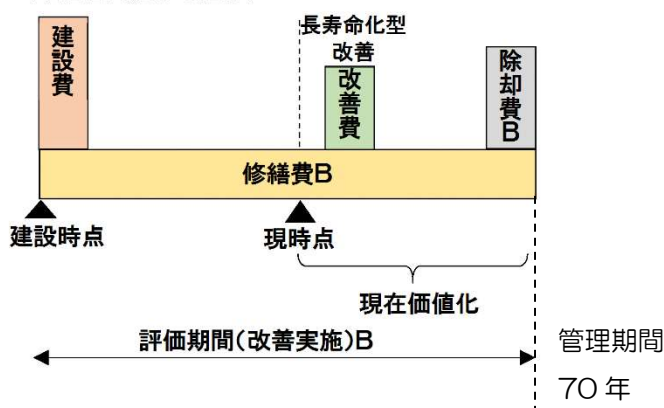 建設費
長寿命化型
改善
改善費
除却費B
修繕費B
建設時点
現時点
現在価値化
評価期間(改善実施)B
管理期間
70年